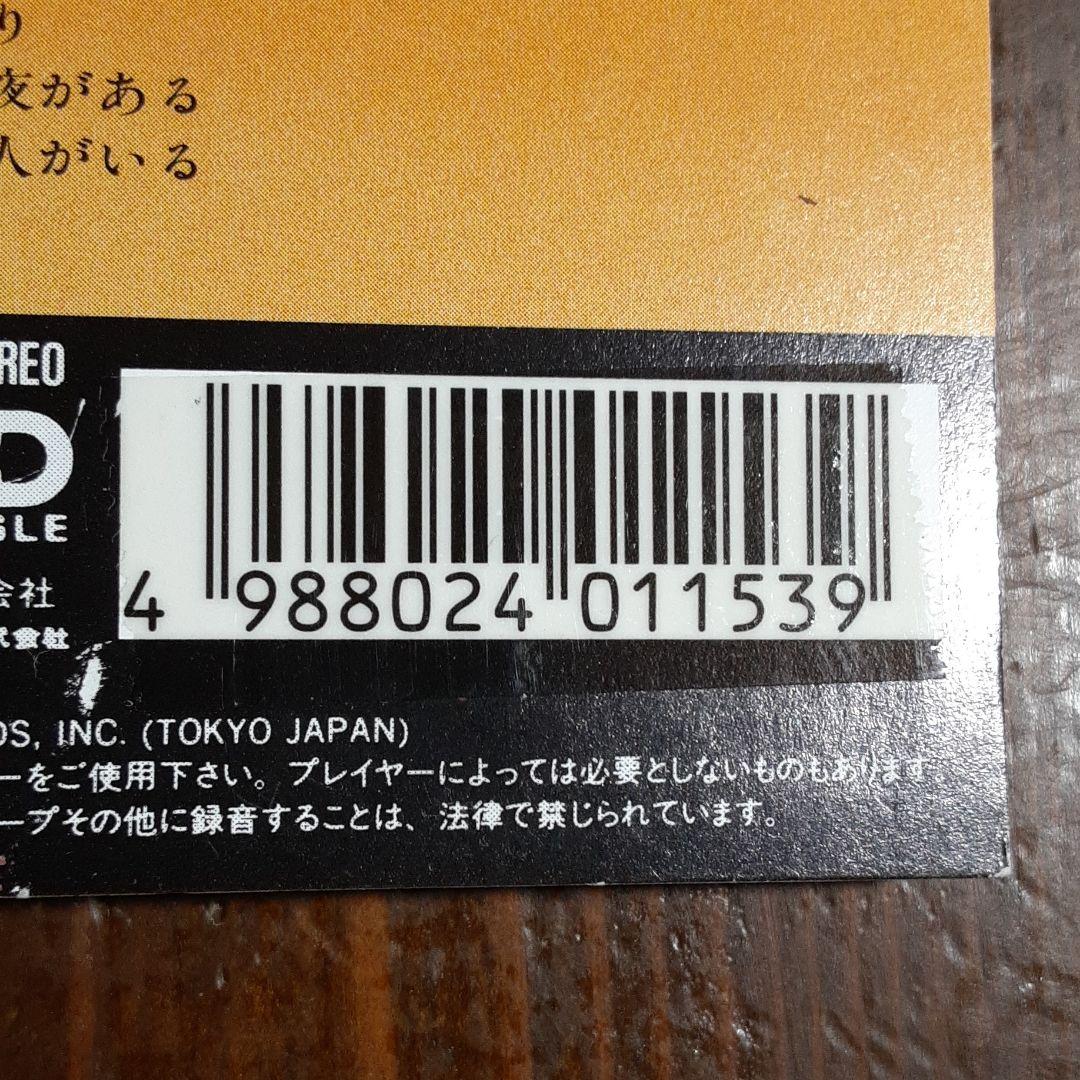 り
夜がある
人がいる
REO
D
GLE
4 988024 011539
会社
式會社
DS, INC. (TOKYO JAPAN)
ーをご使用下さい。プレイヤーによっては必要としないものもあります。
ープその他に録音することは、法律で禁じられています。